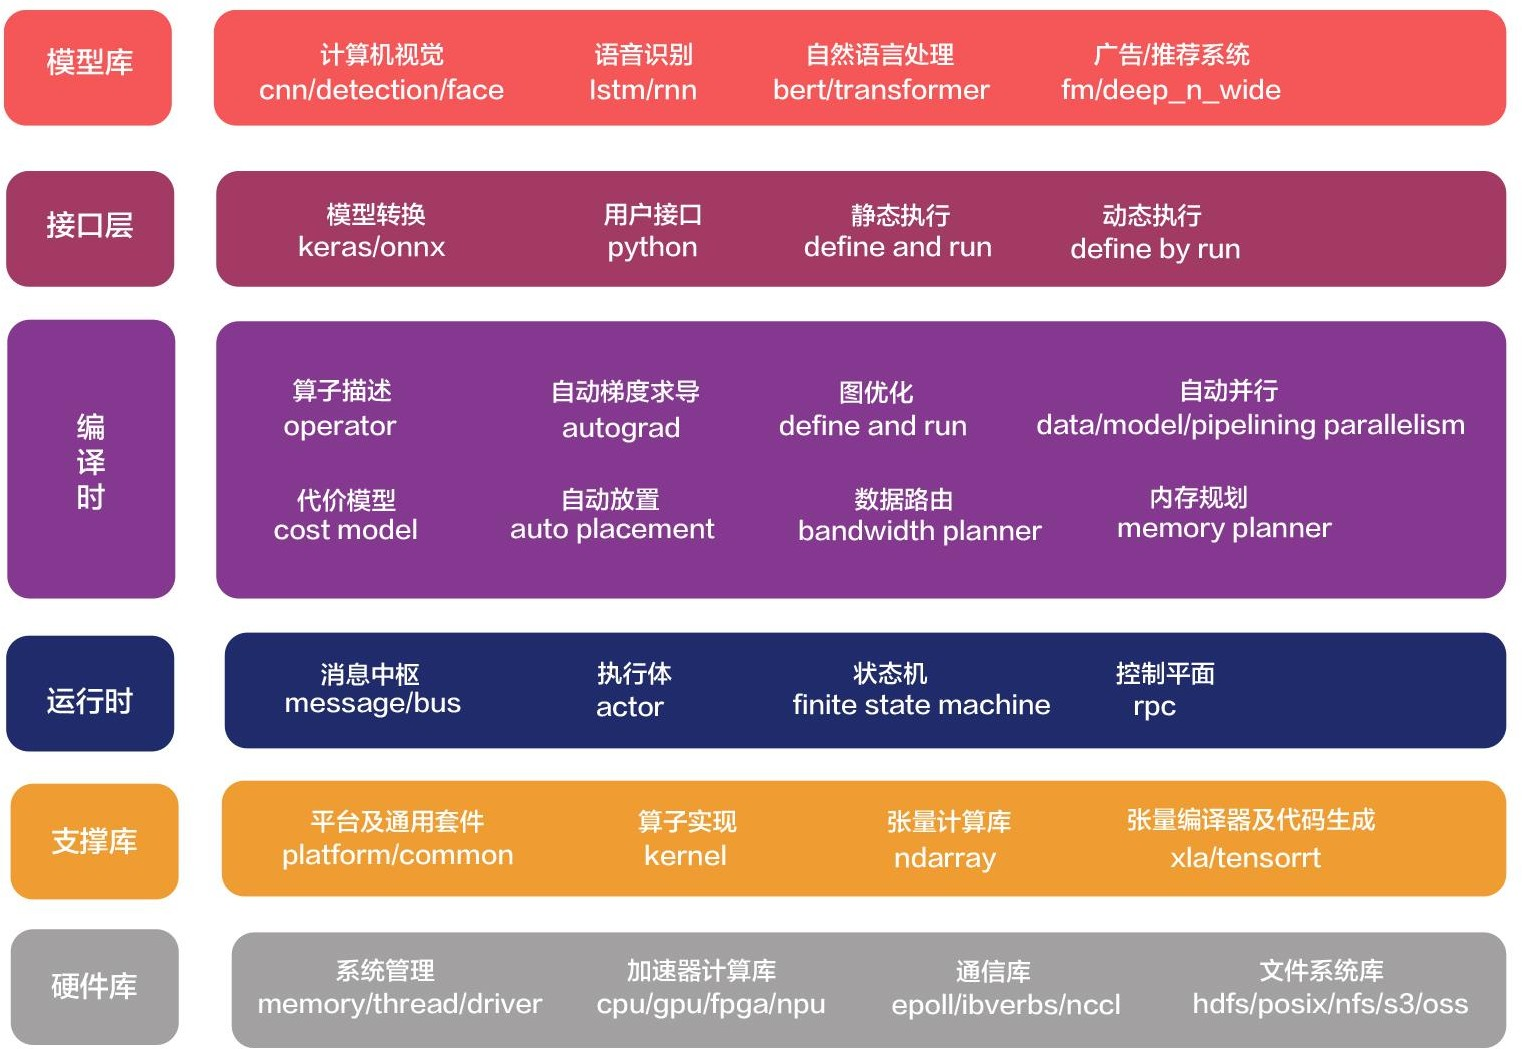 模型库
计算机视觉
cnn/detection/face
语音识别
lstm/rnn
自然语言处理
bert/transformer
广告/推荐系统
fm/deep_n_wide
接口层
模型转换
keras/onnx
用户接口
python
静态执行
define and run
动态执行
define by run
编
译
时
算子描述
operator
自动梯度求导
autograd
图优化
define and run
自动并行
data/model/pipelining parallelism
代价模型
cost model
自动放置
auto placement
数据路由
bandwidth planner
内存规划
memory planner
运行时
消息中枢
message/bus
执行体
actor
状态机
finite state machine
控制平面
rpc
支撑库
平台及通用套件
platform/common
算子实现
kernel
张量计算库
ndarray
张量编译器及代码生成
xla/tensorrt
硬件库
系统管理
memory/thread/driver
加速器计算库
cpu/gpu/fpga/npu
通信库
epoll/ibverbs/nccl
文件系统库
hdfs/posix/nfs/s3/oss